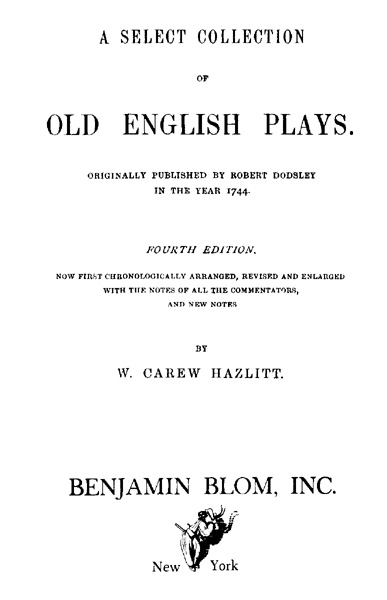 A SELECT COLLECTION
OF
OLD ENGLISH PLAYS.
ORIGINALLY PUBLISHED BY ROBERT DODSLEY
IN THE YEAR 1744.
FOURTH EDITION.
NOW FIRST CHRONOLOGICALLY ARRANGED, REVISED AND ENLARGED
WITH THE NOTES OF ALL THE COMMENTATORS,
AND NEW NOTES
BY
W. CAREW HAZLITT.
BENJAMIN BLOM, INC.
New York